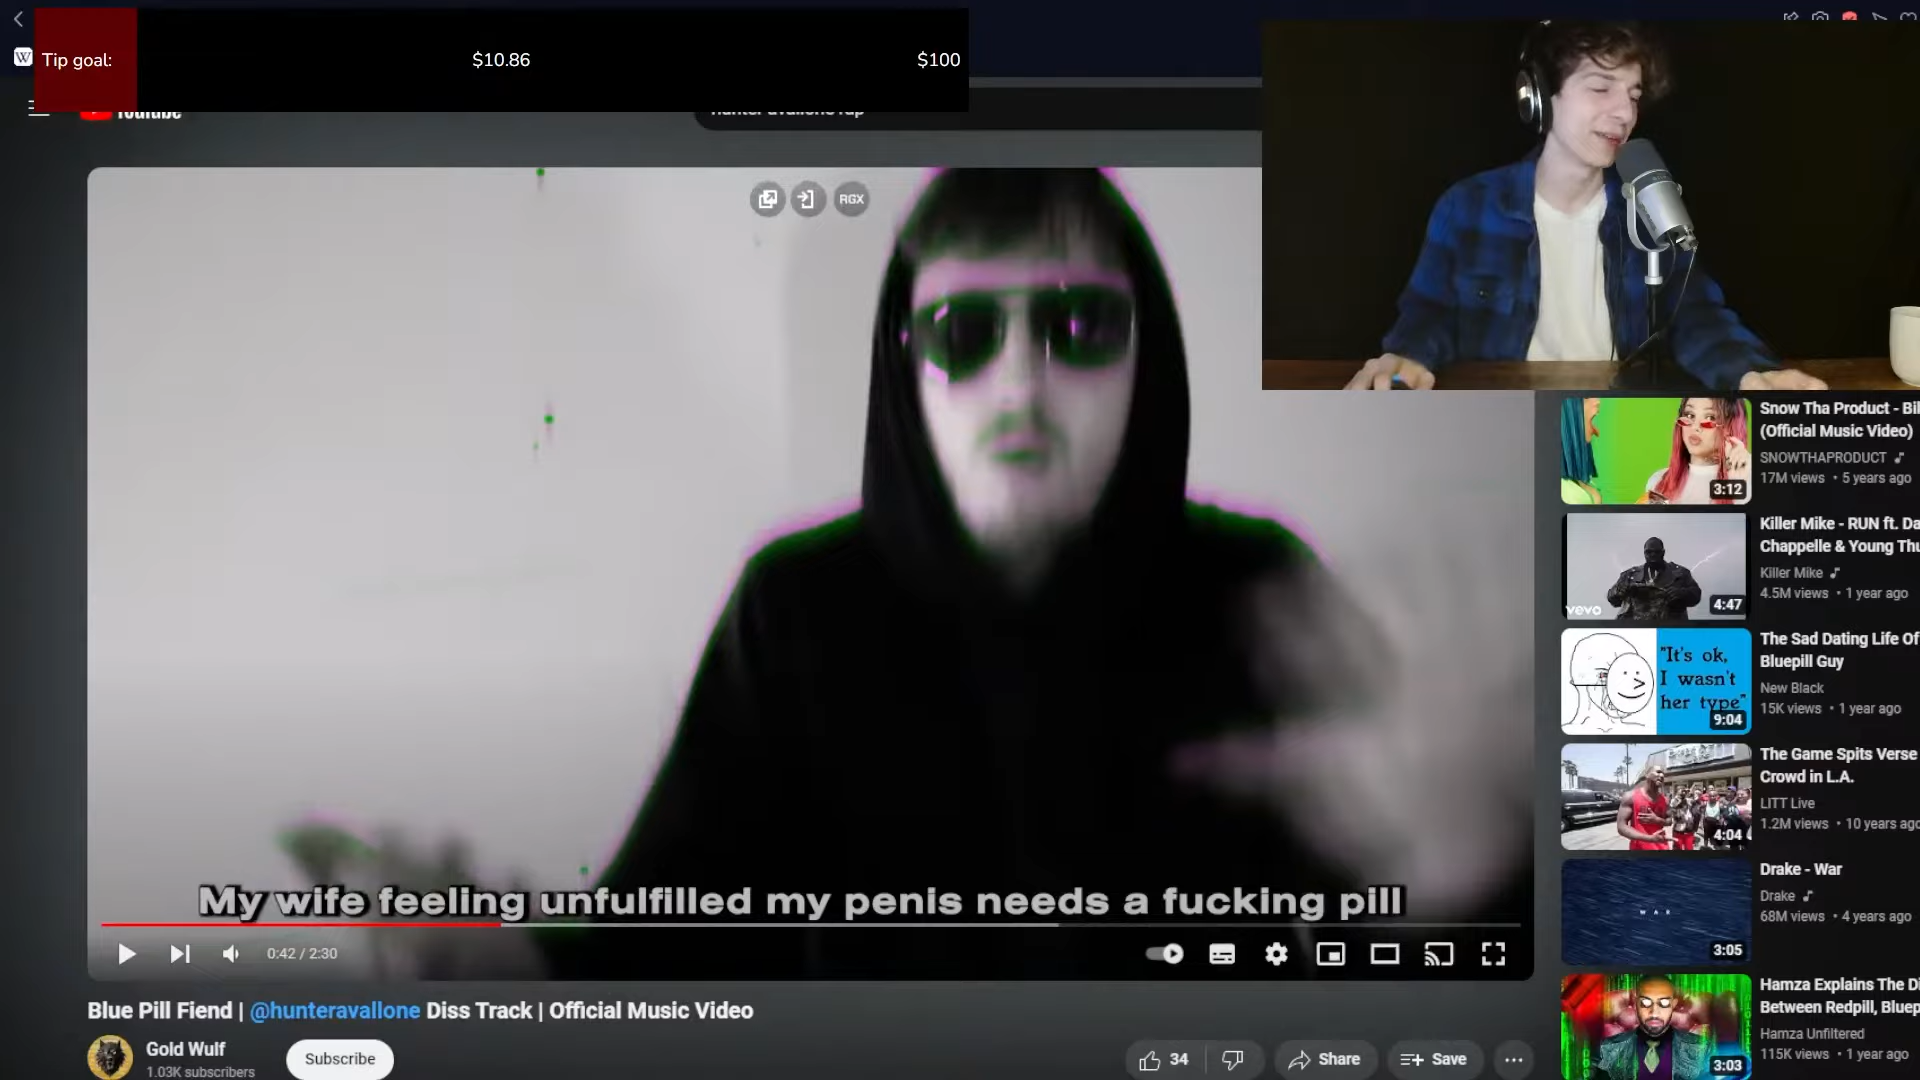 Tip goal:
$10.86
$100
W
YouTube
hunter avallone rap
RGX
My wife feeling unfulfilled my penis needs a fucking pill
0:42 / 2:30
Blue Pill Fiend | @hunteravallone Diss Track | Official Music Video
Gold Wulf
1.03K subscribers
Subscribe
34
Share
Save
Snow Tha Product - Bil
(Official Music Video)
SNOWTHAPRODUCT
17M views • 5 years ago
3:12
Killer Mike - RUN ft. Da
Chappelle & Young Thu
Killer Mike
4.5M views • 1 year ago
vevo
4:47
The Sad Dating Life Of
Bluepill Guy
New Black
15K views • 1 year ago
"It's ok,
I wasn't
her type"
9:04
The Game Spits Verse
Crowd in L.A.
LITT Live
1.2M views • 10 years ago
4:04
Drake - War
Drake
68M views • 4 years ago
WAR
3:05
Hamza Explains The Di
Between Redpill, Bluep
Hamza Unfiltered
115K views • 1 year ago
3:03